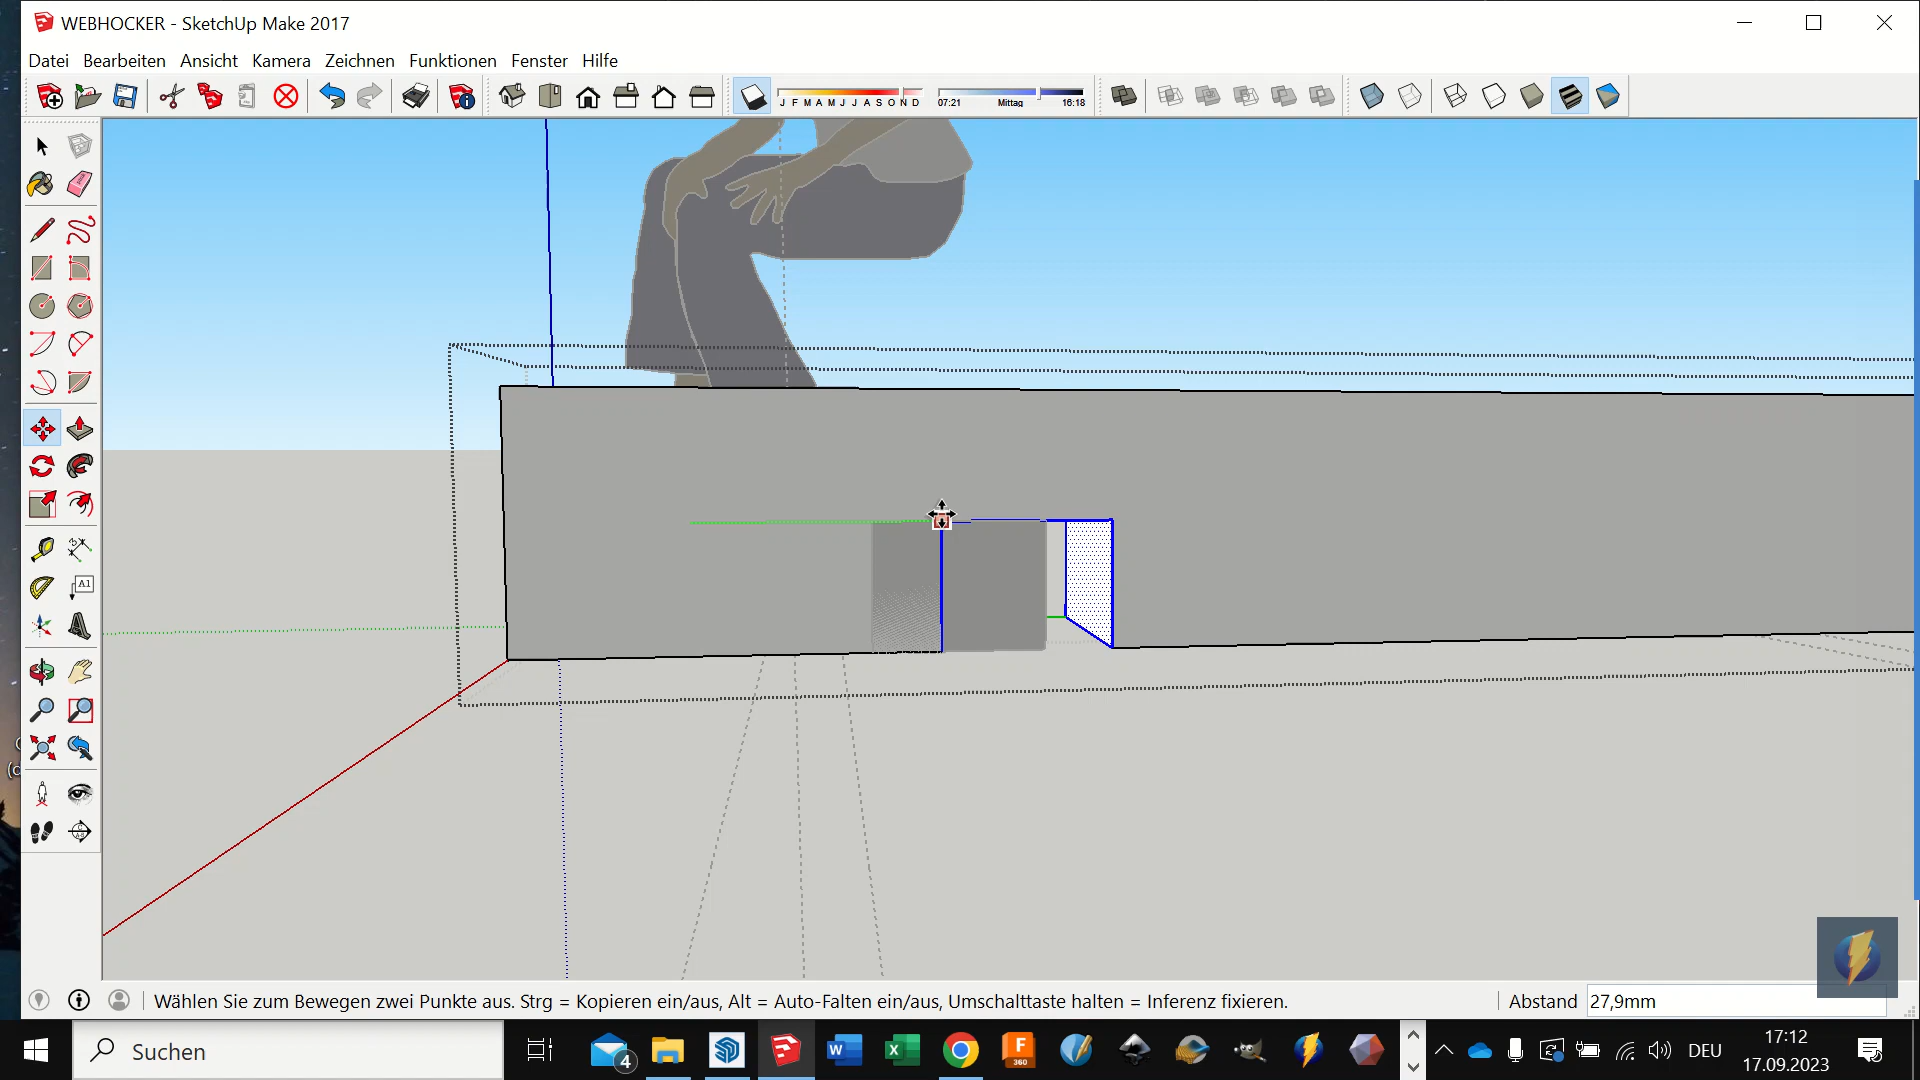 WEBHOCKER - SketchUp Make 2017
Datei Bearbeiten Ansicht Zeichnen Kamera Funktionen Fenster Hilfe
J F M A M J J A S O N D 07:21 Mittag 16:18
A1
Wählen Sie zum Bewegen zwei Punkte aus. Strg = Kopieren ein/aus, Alt = Auto-Falten ein/aus, Umschalttaste halten = Inferenz fixieren. Abstand 27,9mm
Suchen
4
W
X
F
360
DEU
17:12
17.09.2023